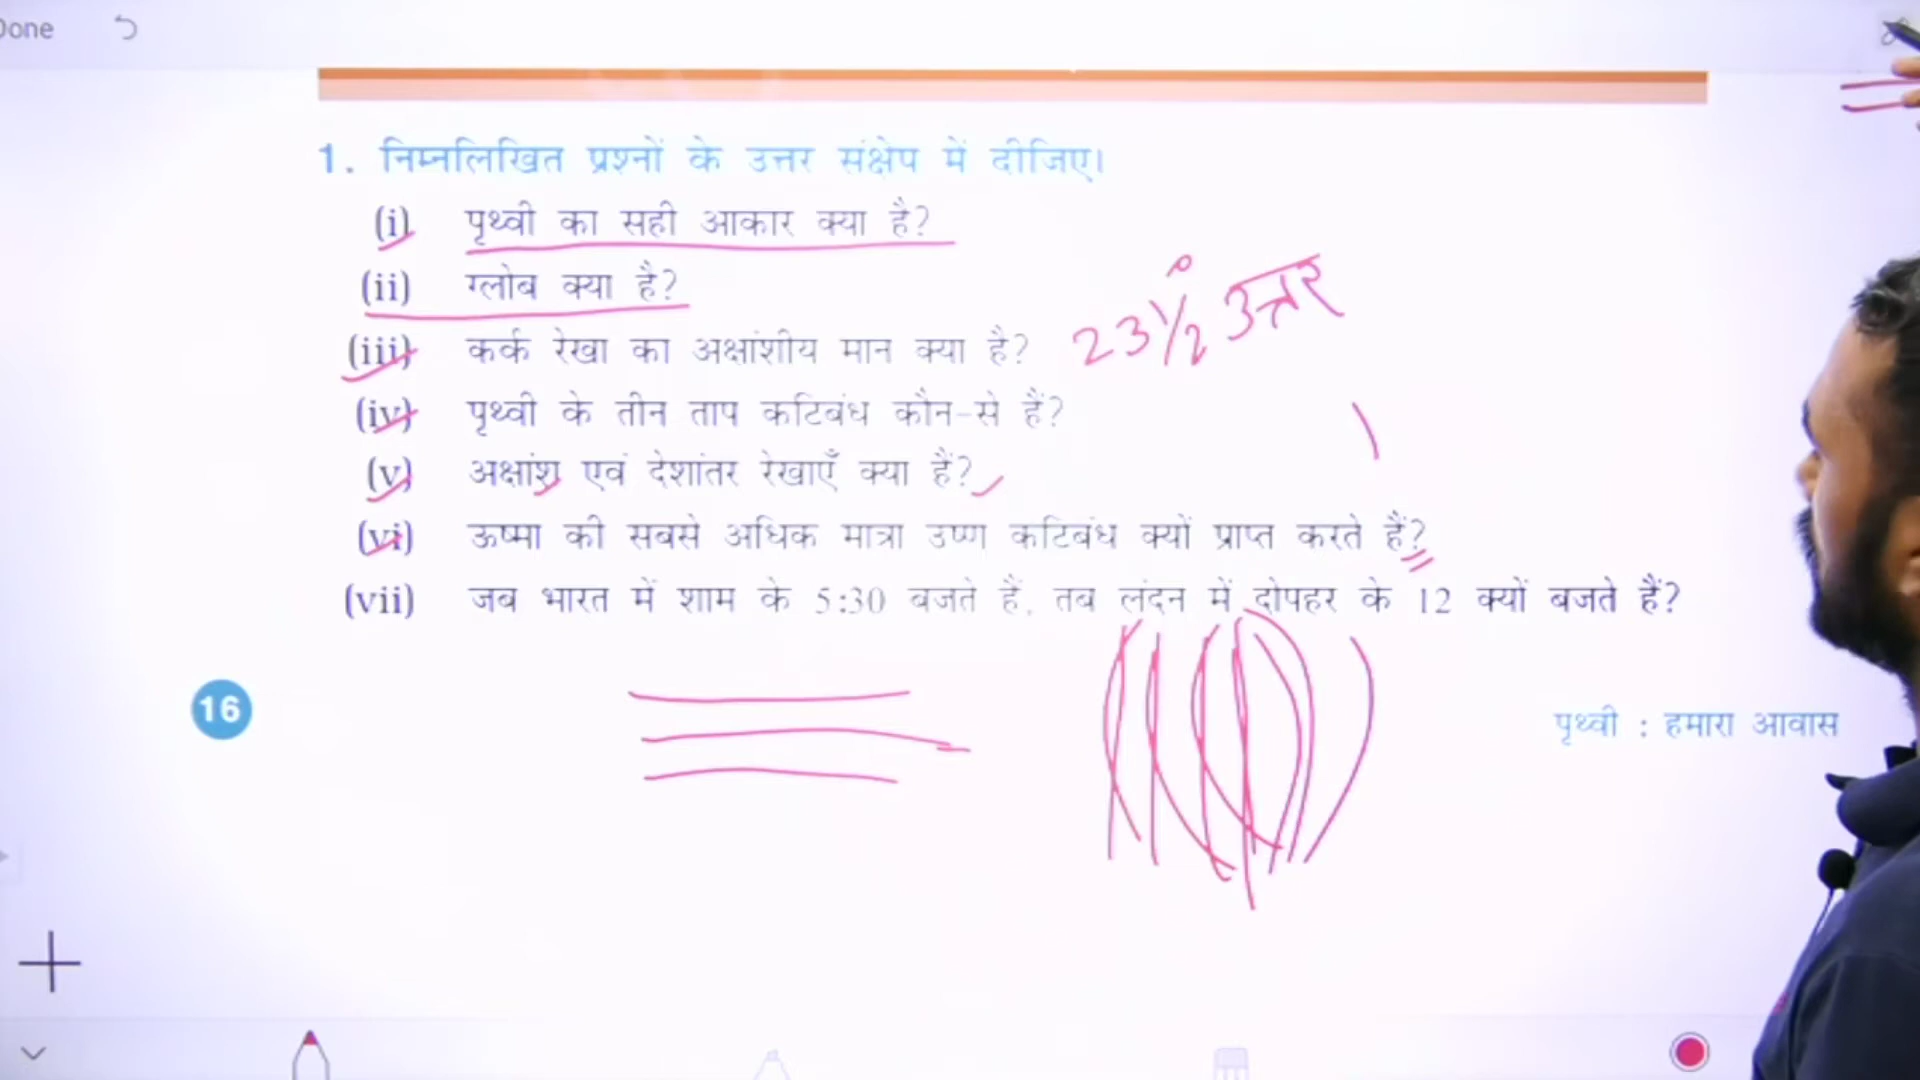 Done
1. निम्नलिखित प्रश्नों के उत्तर संक्षेप में दीजिए।
(i) पृथ्वी का सही आकार क्या है?
(ii) ग्लोब क्या है?
(iii) कर्क रेखा का अक्षांशीय मान क्या है? 23 1/2° उत्तर
(iv) पृथ्वी के तीन ताप कटिबंध कौन-से हैं?
(v) अक्षांश एवं देशांतर रेखाएँ क्या हैं?
(vi) ऊष्मा की सबसे अधिक मात्रा उष्ण कटिबंध क्यों प्राप्त करते हैं?
(vii) जब भारत में शाम के 5:30 बजते हैं, तब लंदन में दोपहर के 12 क्यों बजते हैं?
16
पृथ्वी : हमारा आवास